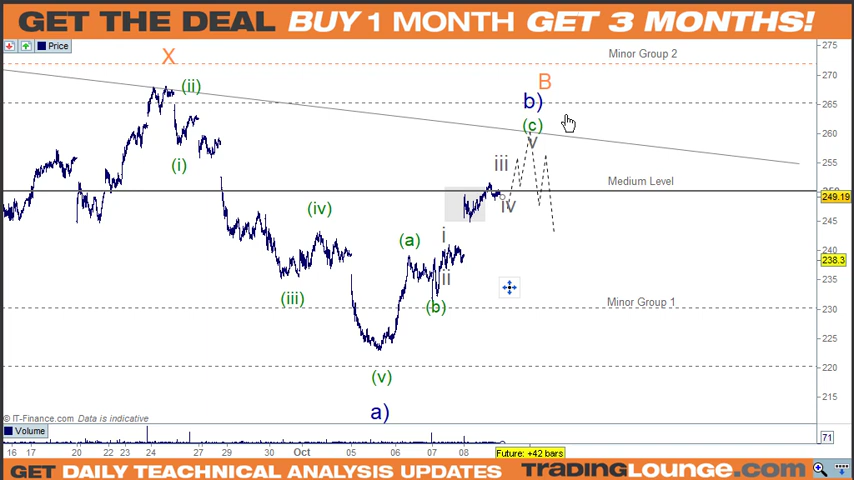 GET THE DEAL BUY 1 MONTH GET 3 MONTHS!
Price
Minor Group 2
275
270
265
260
255
250
249.19
245
240
238.3
235
230
225
220
215
X
(ii)
(i)
B
b)
(c)
v
iii
Medium Level
iv
(iv)
i
(a)
ii
(iii)
(b)
Minor Group 1
(v)
a)
© IT-Finance.com Data is indicative
Volume
71
16 17 20 22 23 24 27 28 29 30 Oct 05 06 07 08
Future: +42 bars
GET DAILY TEACHNICAL ANALYSIS UPDATES TRADINGLOUNGE.com